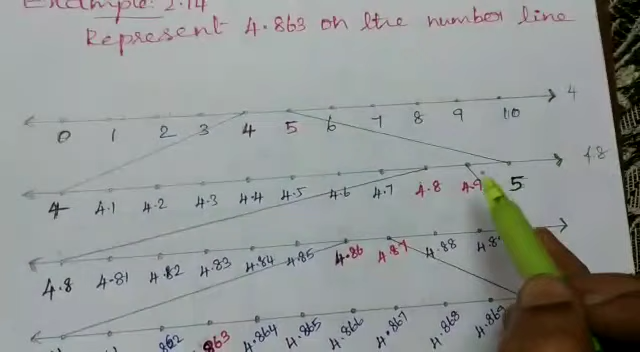 Example: 2.14
Represent 4.863 on the number line
0 1 2 3 4 5 6 7 8 9 10 4
4 4.1 4.2 4.3 4.4 4.5 4.6 4.7 4.8 4.9 5 4.8
4.8 4.81 4.82 4.83 4.84 4.85 4.86 4.87 4.88
4.864 4.865 4.866 4.867 4.868 4.869